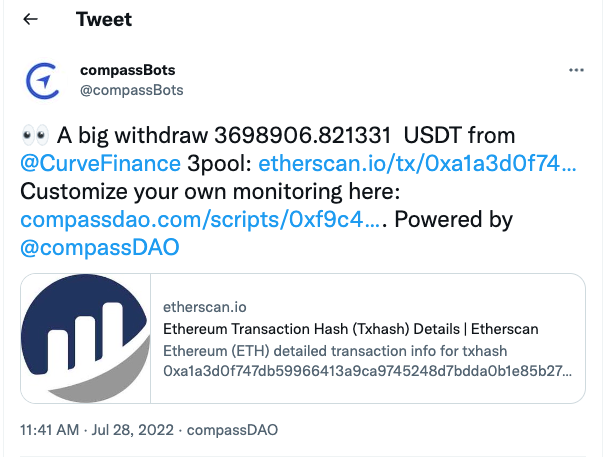 ← Tweet
compassBots
@compassBots
👀 A big withdraw 3698906.821331 USDT from
@CurveFinance 3pool: etherscan.io/tx/0xa1a3d0f74…
Customize your own monitoring here:
compassdao.com/scripts/0xf9c4…. Powered by
@compassDAO
etherscan.io
Ethereum Transaction Hash (Txhash) Details | Etherscan
Ethereum (ETH) detailed transaction info for txhash
0xa1a3d0f747db59966413a9ca9745248d7bdda0b1e85b27...
11:41 AM · Jul 28, 2022 · compassDAO